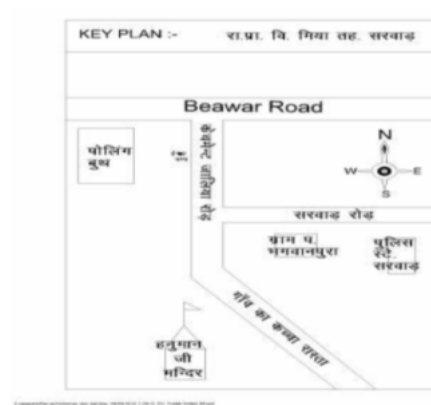 KEY PLAN :- रा.प्रा. वि. गिया तह. सरवाड़
Beawar Road
पोलिंग
बुथ
जालिया रोड़
N
W E
S
सरवाड़ रोड़
ग्राम प.
भगवानपुरा
पुलिस
स्टे.
सरवाड़
गाँव का कच्चा रास्ता
हनुमान
जी
मन्दिर